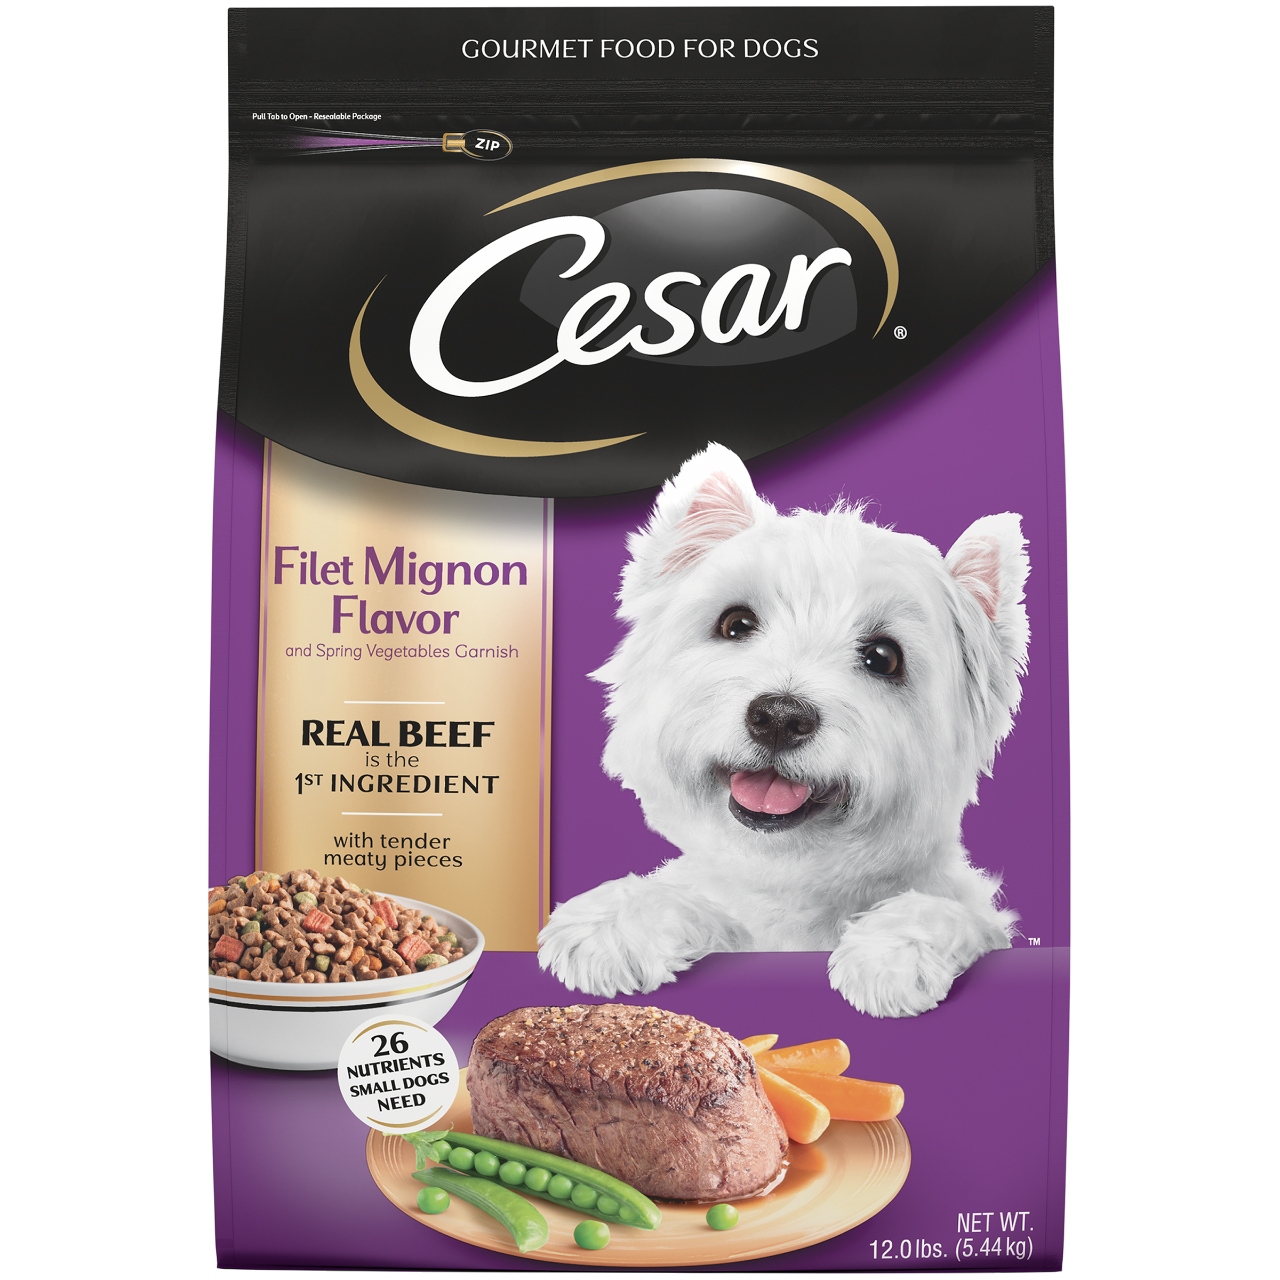 GOURMET FOOD FOR DOGS
Pull Tab to Open - Resealable Package
ZIP
Cesar®
Filet Mignon
Flavor
and Spring Vegetables Garnish
REAL BEEF
is the
1ST INGREDIENT
with tender
meaty pieces
™
26
NUTRIENTS
SMALL DOGS
NEED
NET WT.
12.0 lbs. (5.44 kg)